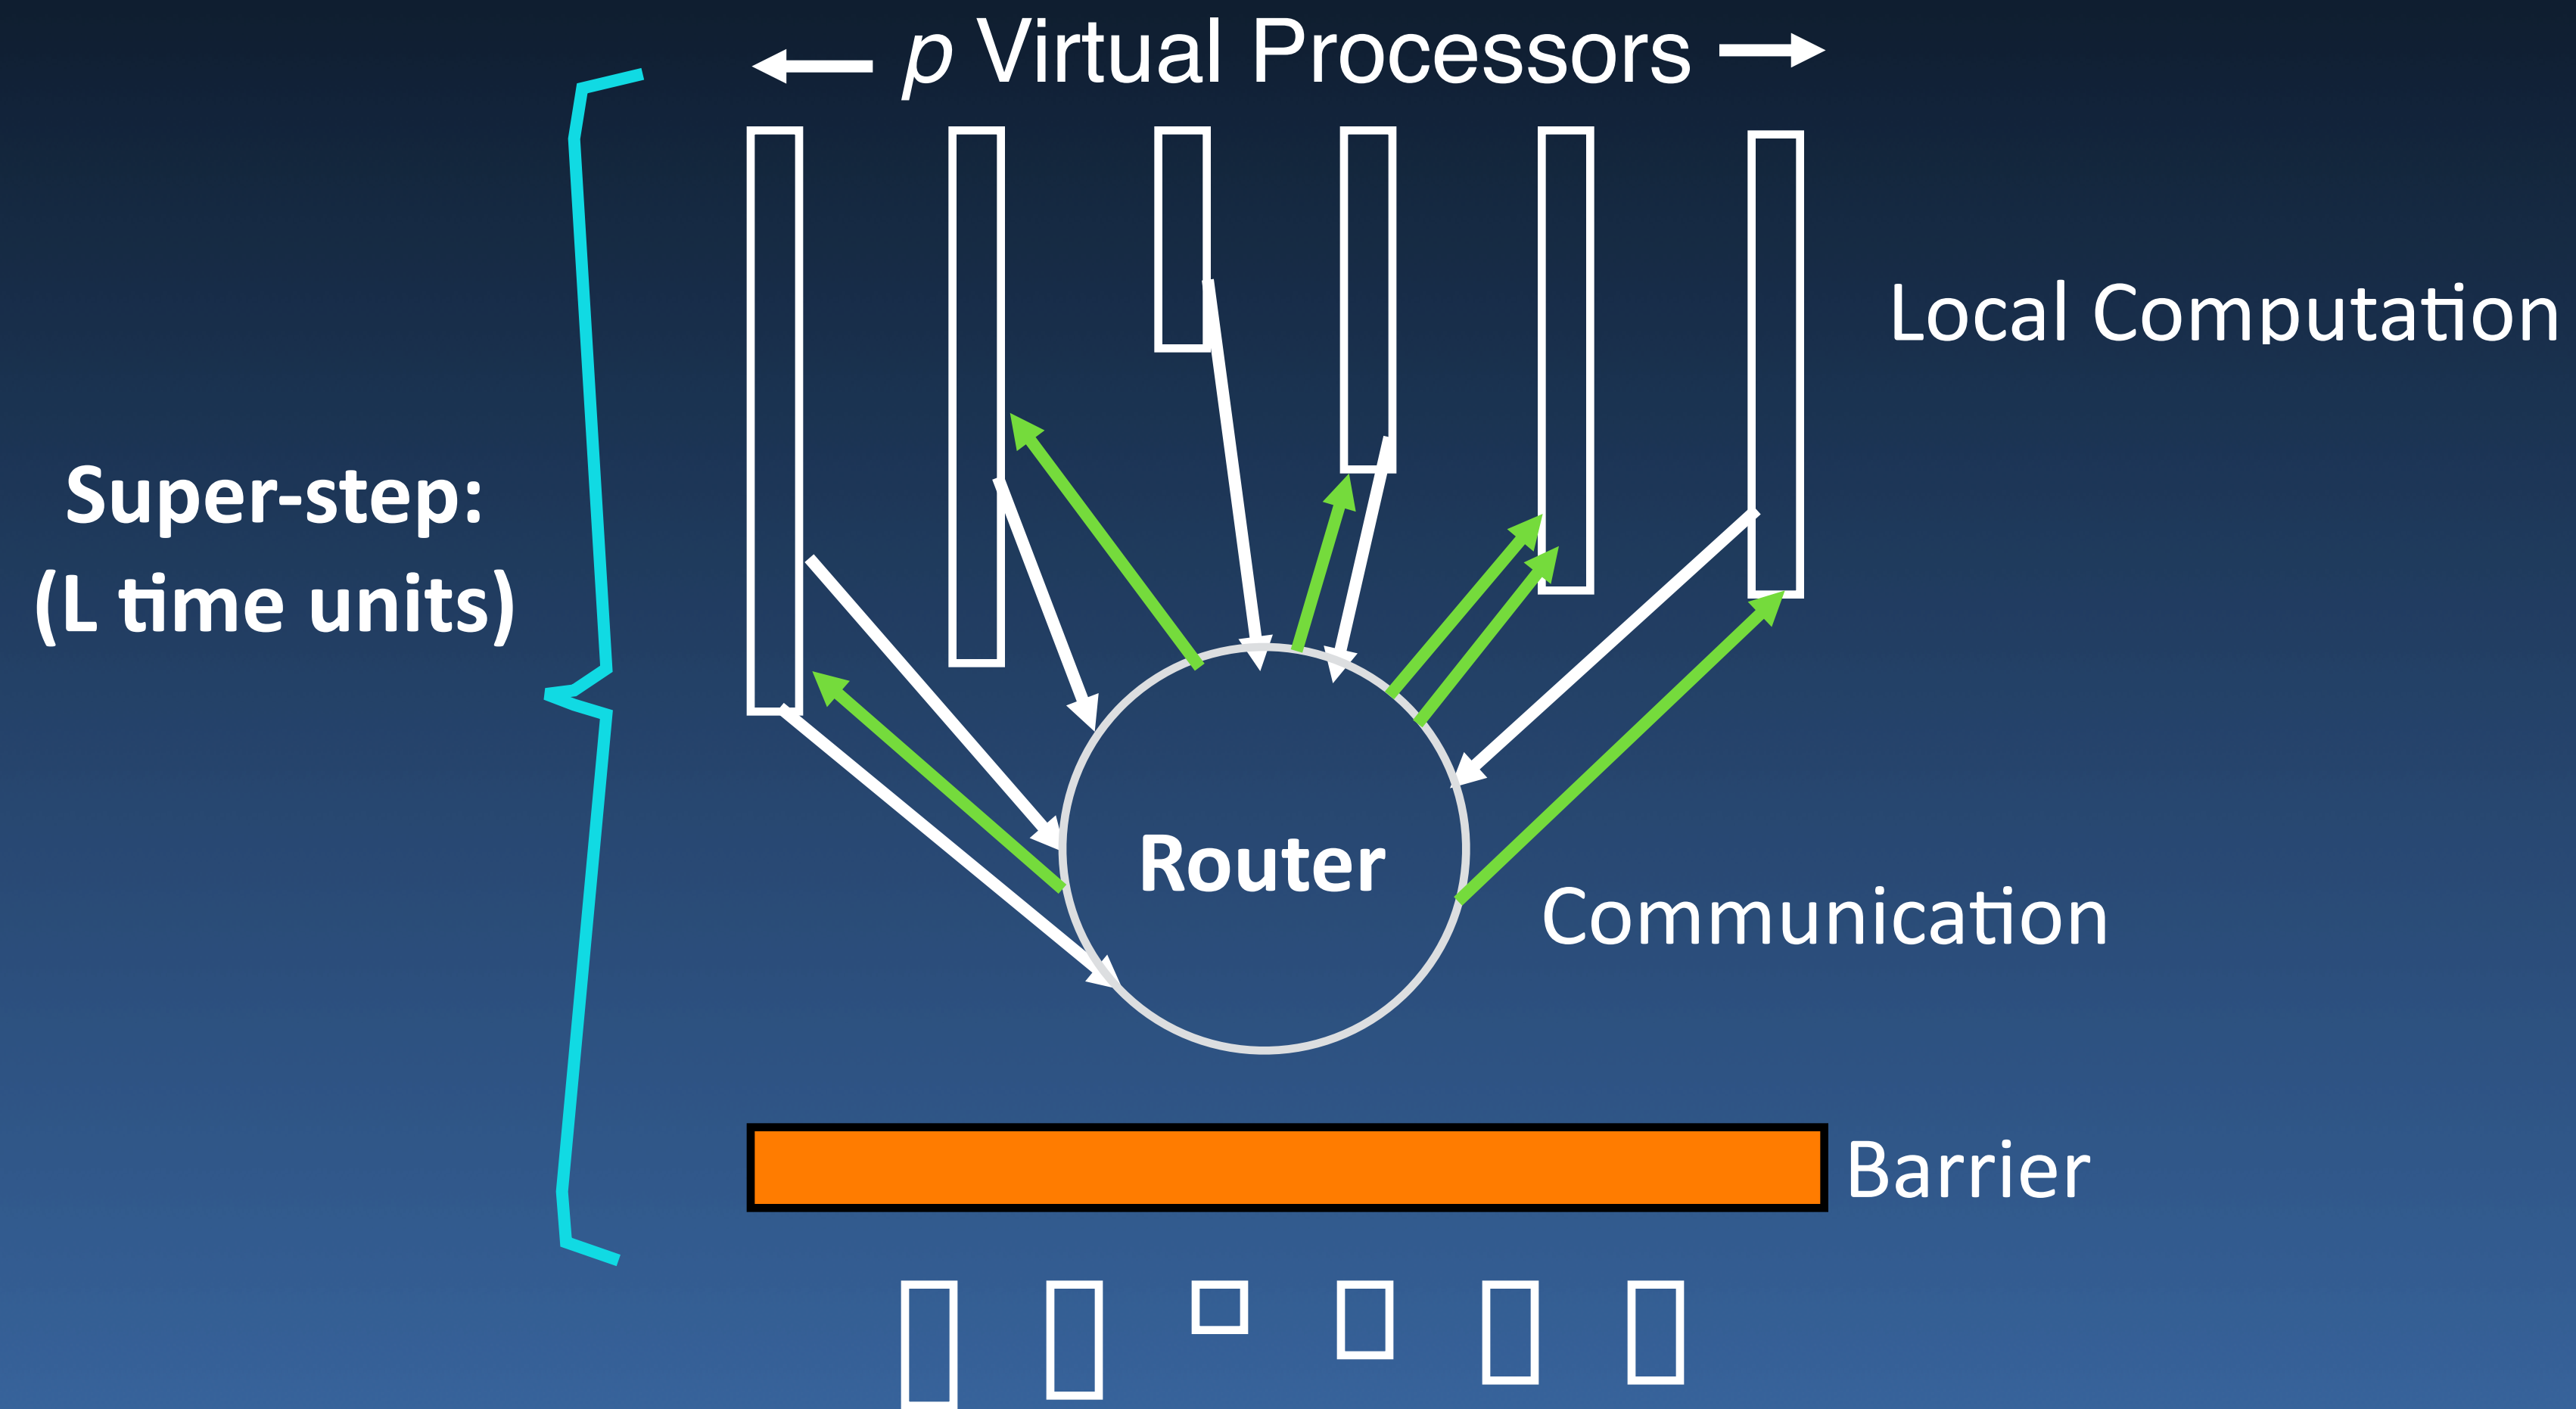 p Virtual Processors
Local Computation
Super-step:
(L time units)
Router
Communication
Barrier